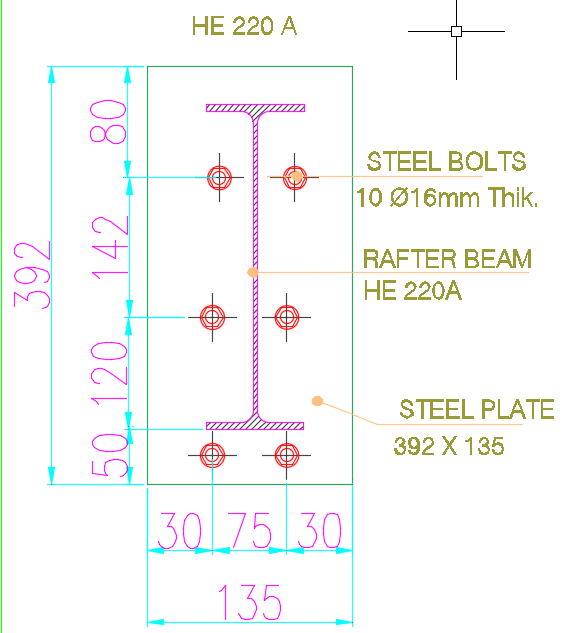 HE 220 A
80
STEEL BOLTS
10 Ø16mm Thik.
142
392
RAFTER BEAM
HE 220A
120
STEEL PLATE
392 X 135
50
30 75 30
135